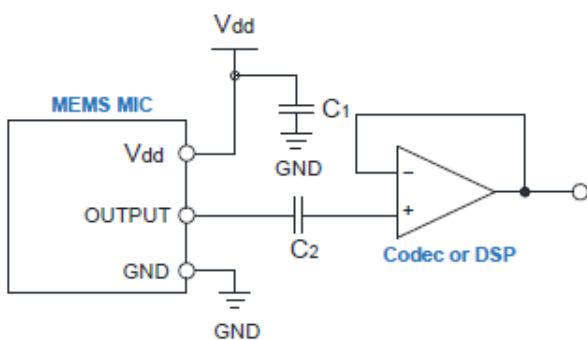 Vdd
MEMS MIC
C1
Vdd
GND
OUTPUT
C2
Codec or DSP
GND
GND
−
+